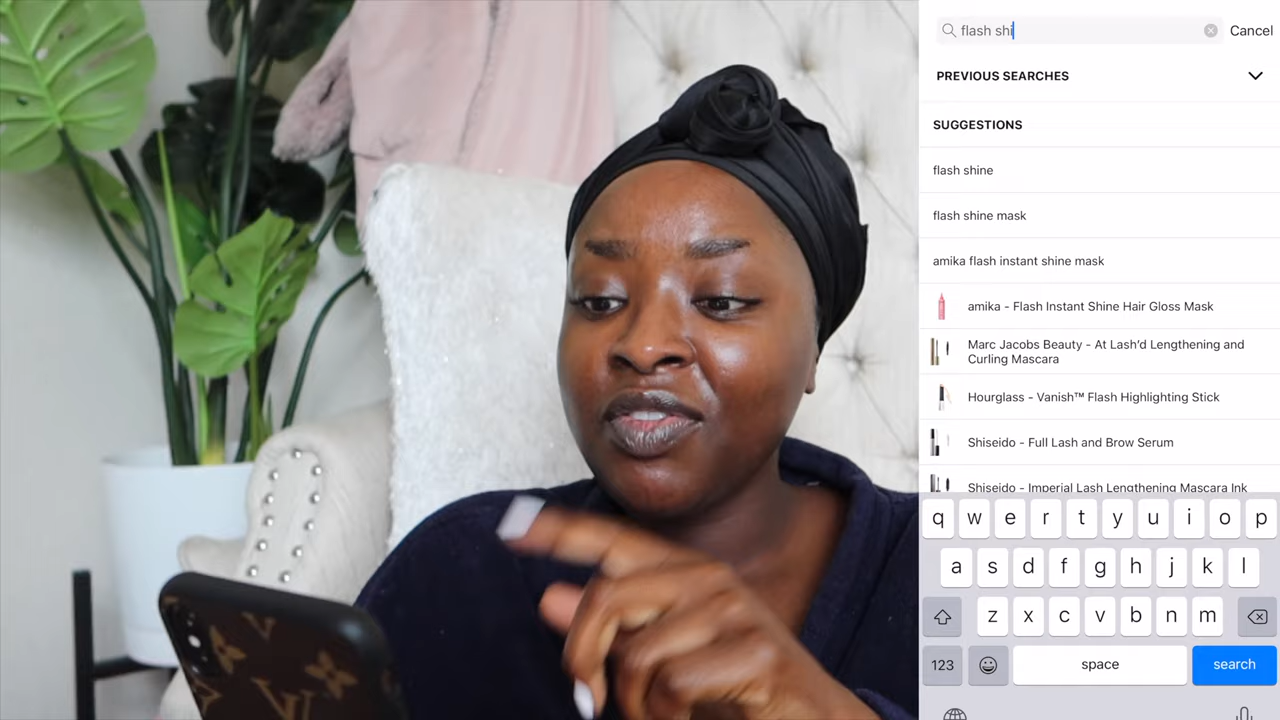 flash shi
Cancel
PREVIOUS SEARCHES
SUGGESTIONS
flash shine
flash shine mask
amika flash instant shine mask
amika - Flash Instant Shine Hair Gloss Mask
Marc Jacobs Beauty - At Lash'd Lengthening and
Curling Mascara
Hourglass - Vanish™ Flash Highlighting Stick
Shiseido - Full Lash and Brow Serum
Shiseido - Imperial Lash Lengthening Mascara Ink
q w e r t y u i o p
a s d f g h j k l
z x c v b n m
123 space search